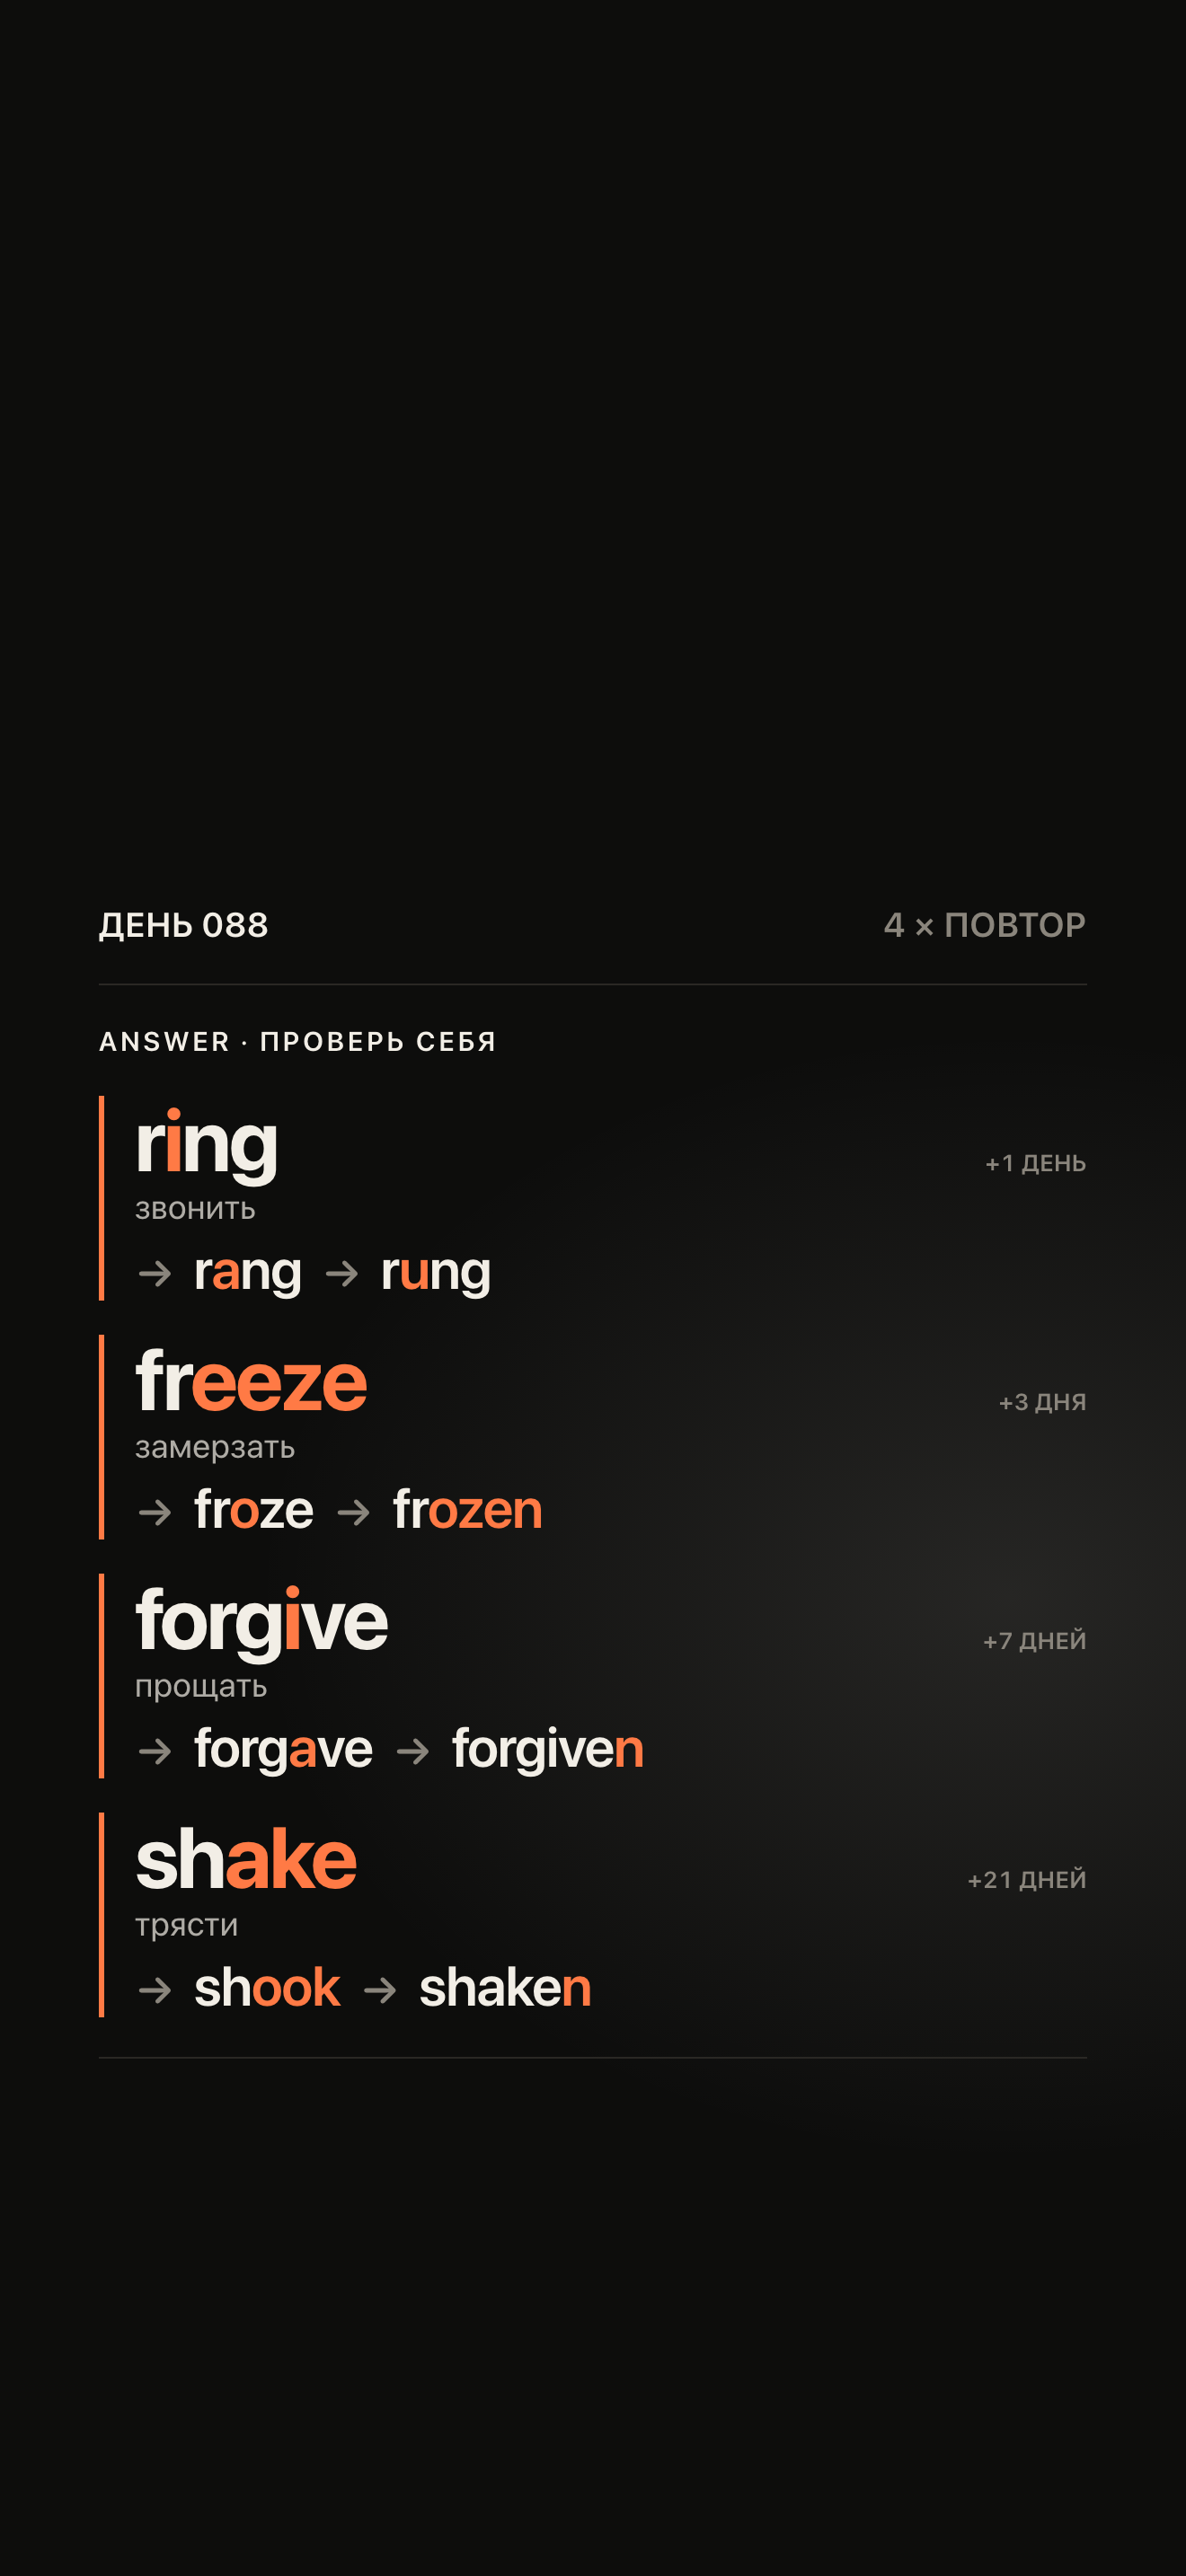 ДЕНЬ 088
4 × ПОВТОР
ANSWER · ПРОВЕРЬ СЕБЯ
ring
+1 ДЕНЬ
звонить
→ rang → rung
freeze
+3 ДНЯ
замерзать
→ froze → frozen
forgive
+7 ДНЕЙ
прощать
→ forgave → forgiven
shake
+21 ДНЕЙ
трясти
→ shook → shaken